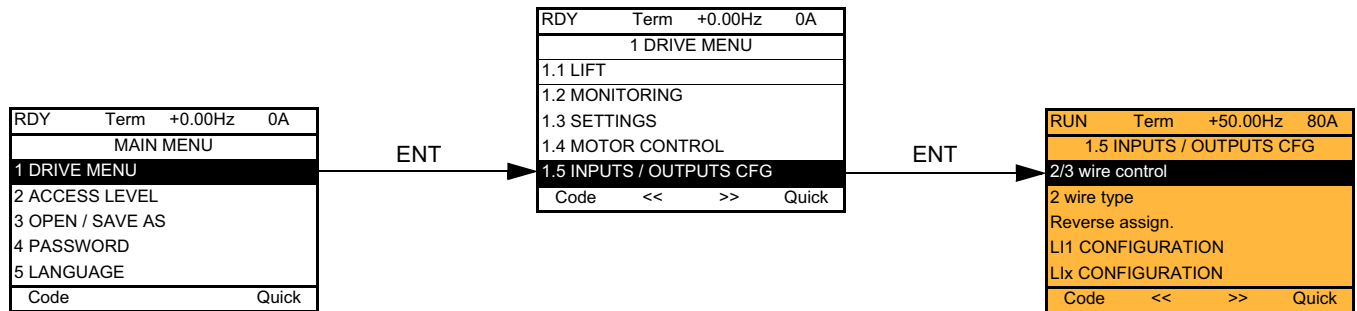 RDY Term +0.00Hz 0A
MAIN MENU
1 DRIVE MENU
2 ACCESS LEVEL
3 OPEN / SAVE AS
4 PASSWORD
5 LANGUAGE
Code Quick
ENT
RDY Term +0.00Hz 0A
1 DRIVE MENU
1.1 LIFT
1.2 MONITORING
1.3 SETTINGS
1.4 MOTOR CONTROL
1.5 INPUTS / OUTPUTS CFG
Code << >> Quick
ENT
RUN Term +50.00Hz 80A
1.5 INPUTS / OUTPUTS CFG
2/3 wire control
2 wire type
Reverse assign.
LI1 CONFIGURATION
LIx CONFIGURATION
Code << >> Quick